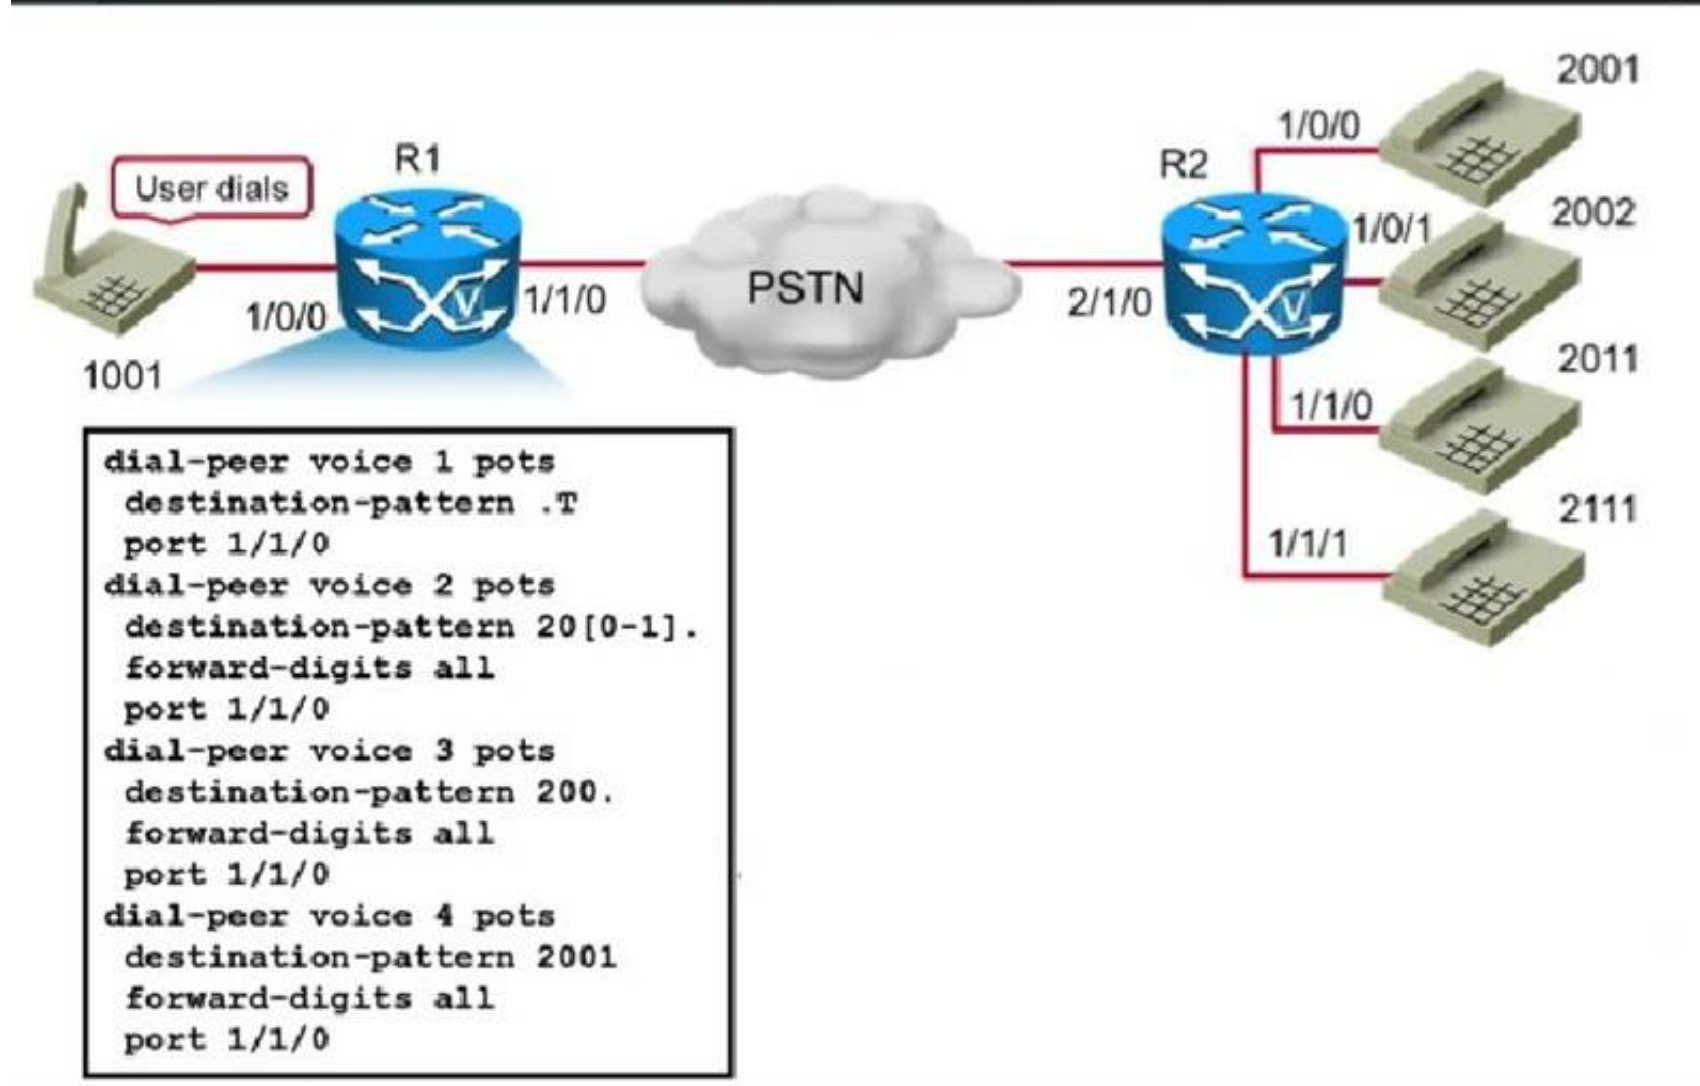 2001
1/0/0
R1
R2
User dials
2002
1/0/1
PSTN
1/0/0
V
1/1/0
2/1/0
V
2011
1001
1/1/0
2111
1/1/1
dial-peer voice 1 pots
destination-pattern .T
port 1/1/0
dial-peer voice 2 pots
destination-pattern 20[0-1].
forward-digits all
port 1/1/0
dial-peer voice 3 pots
destination-pattern 200.
forward-digits all
port 1/1/0
dial-peer voice 4 pots
destination-pattern 2001
forward-digits all
port 1/1/0